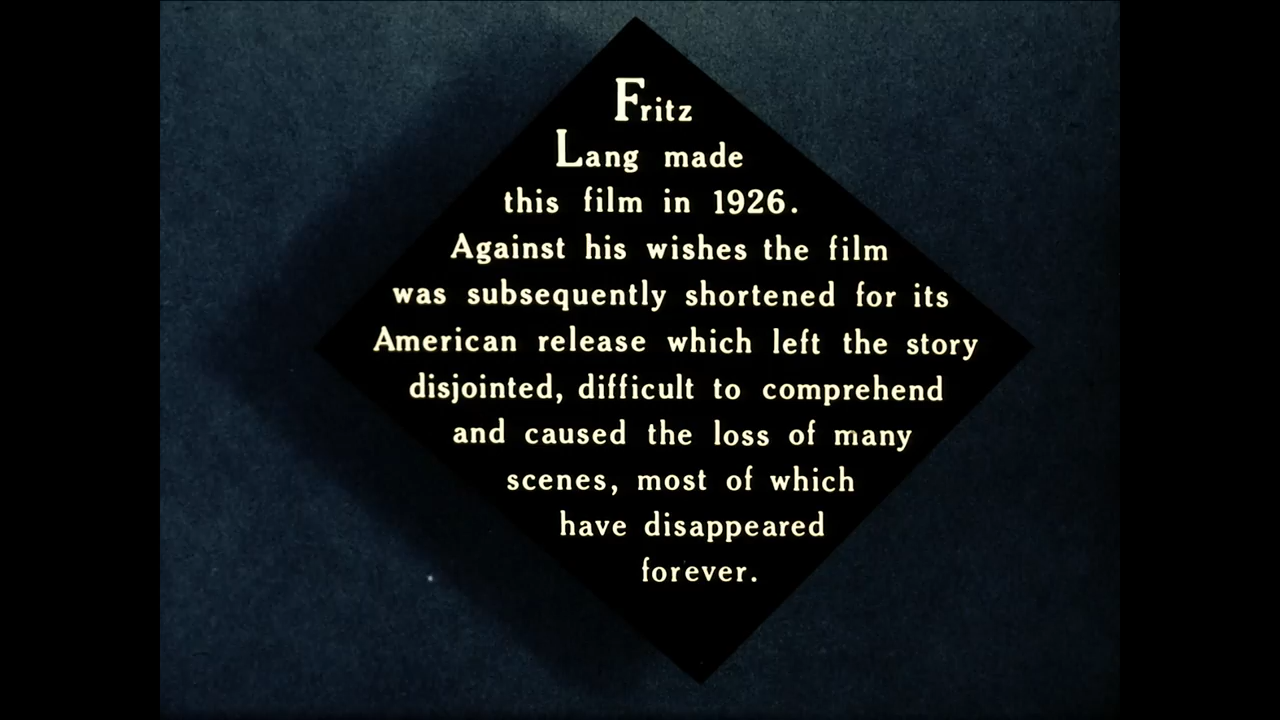 Fritz
Lang made
this film in 1926.
Against his wishes the film
was subsequently shortened for its
American release which left the story
disjointed, difficult to comprehend
and caused the loss of many
scenes, most of which
have disappeared
forever.